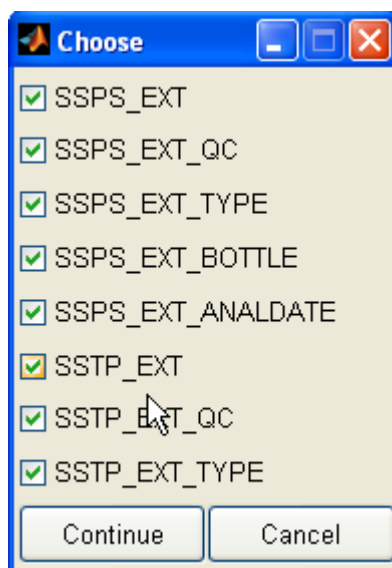 Choose
SSPS_EXT
SSPS_EXT_QC
SSPS_EXT_TYPE
SSPS_EXT_BOTTLE
SSPS_EXT_ANALDATE
SSTP_EXT
SSTP_EXT_QC
SSTP_EXT_TYPE
Continue Cancel